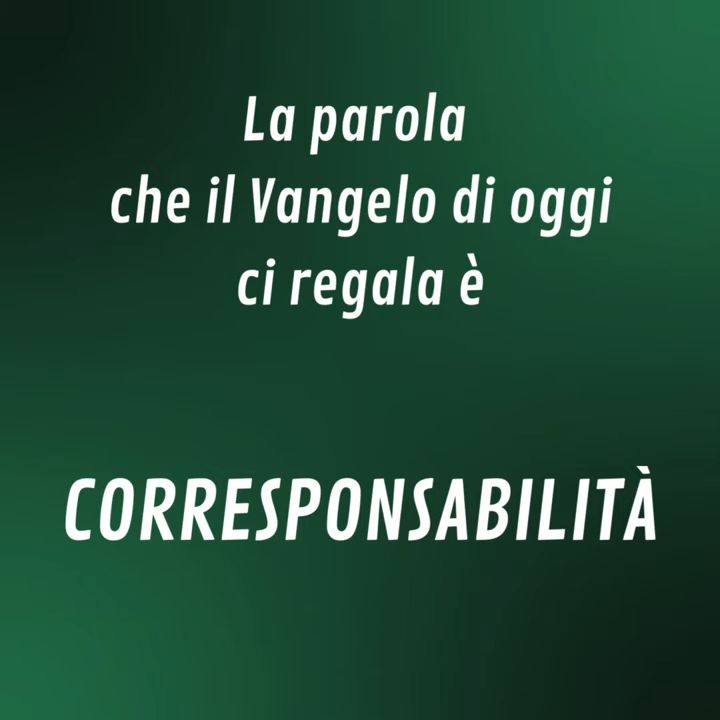 La parola
che il Vangelo di oggi
ci regala è
CORRESPONSABILITÀ